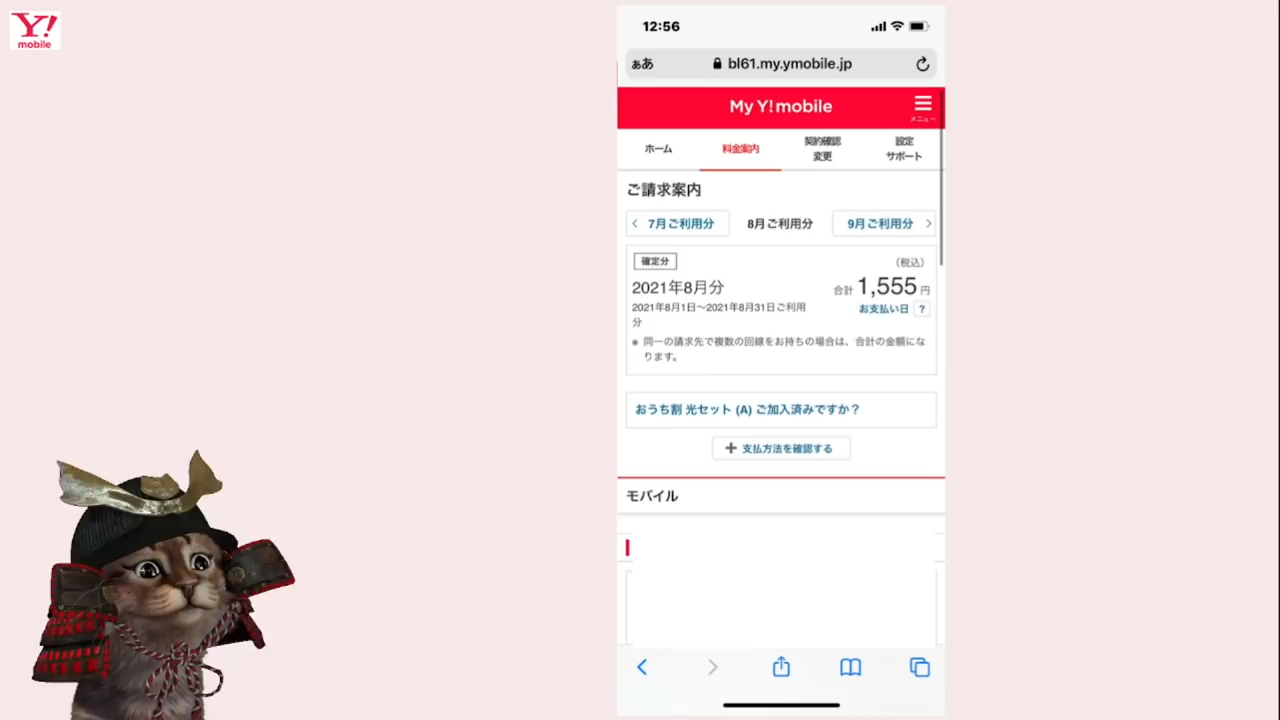 Y!
mobile
12:56
ぁあ bl61.my.ymobile.jp
My Y!mobile
メニュー
ホーム
料金案内
契約確認
変更
設定
サポート
ご請求案内
7月ご利用分
8月ご利用分
9月ご利用分
確定分
(税込)
2021年8月分
合計 1,555 円
2021年8月1日～2021年8月31日ご利用
分
お支払い日 ?
※ 同一の請求先で複数の回線をお持ちの場合は、合計の金額にな
ります。
おうち割 光セット (A) ご加入済みですか？
+ 支払方法を確認する
モバイル